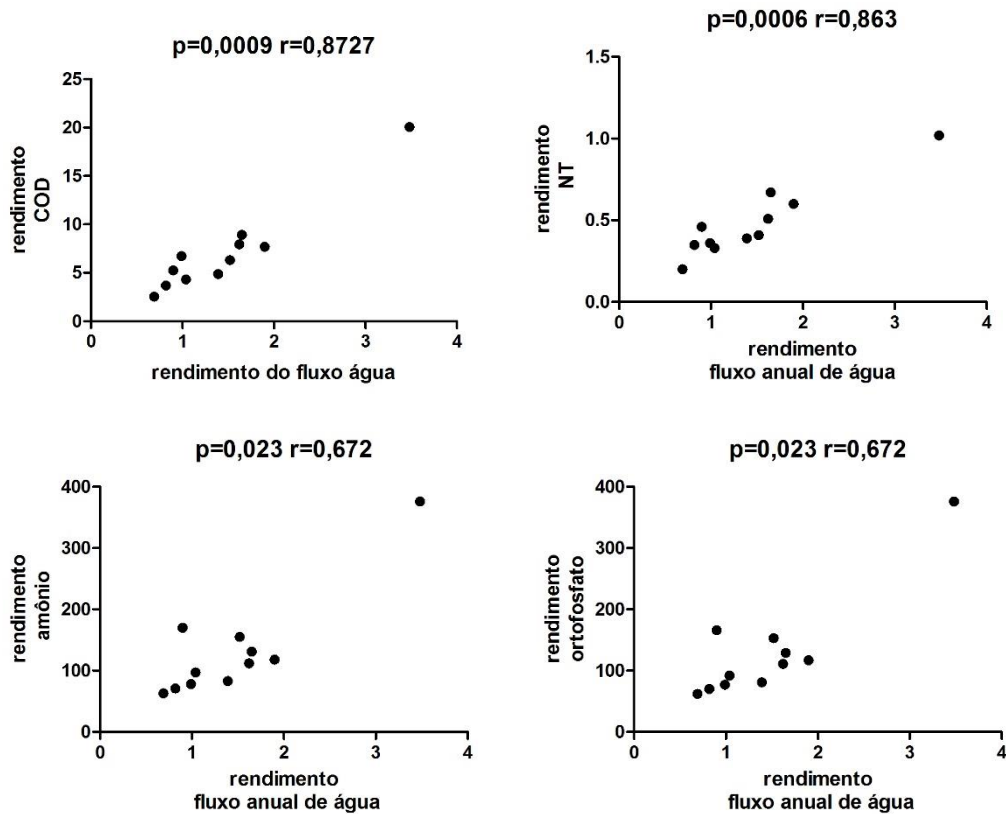 p=0,0009 r=0,8727
25
20
15
10
5
0
rendimento
COD
0 1 2 3 4
rendimento do fluxo água
p=0,0006 r=0,863
1.5
1.0
0.5
0.0
rendimento
NT
0 1 2 3 4
rendimento
fluxo anual de água
p=0,023 r=0,672
400
300
200
100
0
rendimento
amônio
0 1 2 3 4
rendimento
fluxo anual de água
p=0,023 r=0,672
400
300
200
100
0
rendimento
ortofosfato
0 1 2 3 4
rendimento
fluxo anual de água